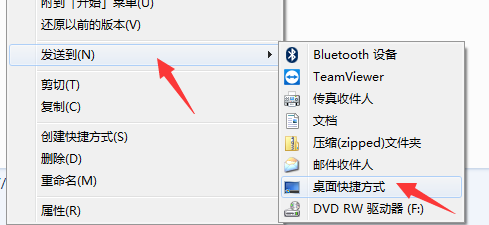 附到「开始」菜单(U)
还原以前的版本(V)
发送到(N)
剪切(T)
复制(C)
创建快捷方式(S)
删除(D)
重命名(M)
属性(R)
Bluetooth 设备
TeamViewer
传真收件人
文档
压缩(zipped)文件夹
邮件收件人
桌面快捷方式
DVD RW 驱动器 (F:)
//